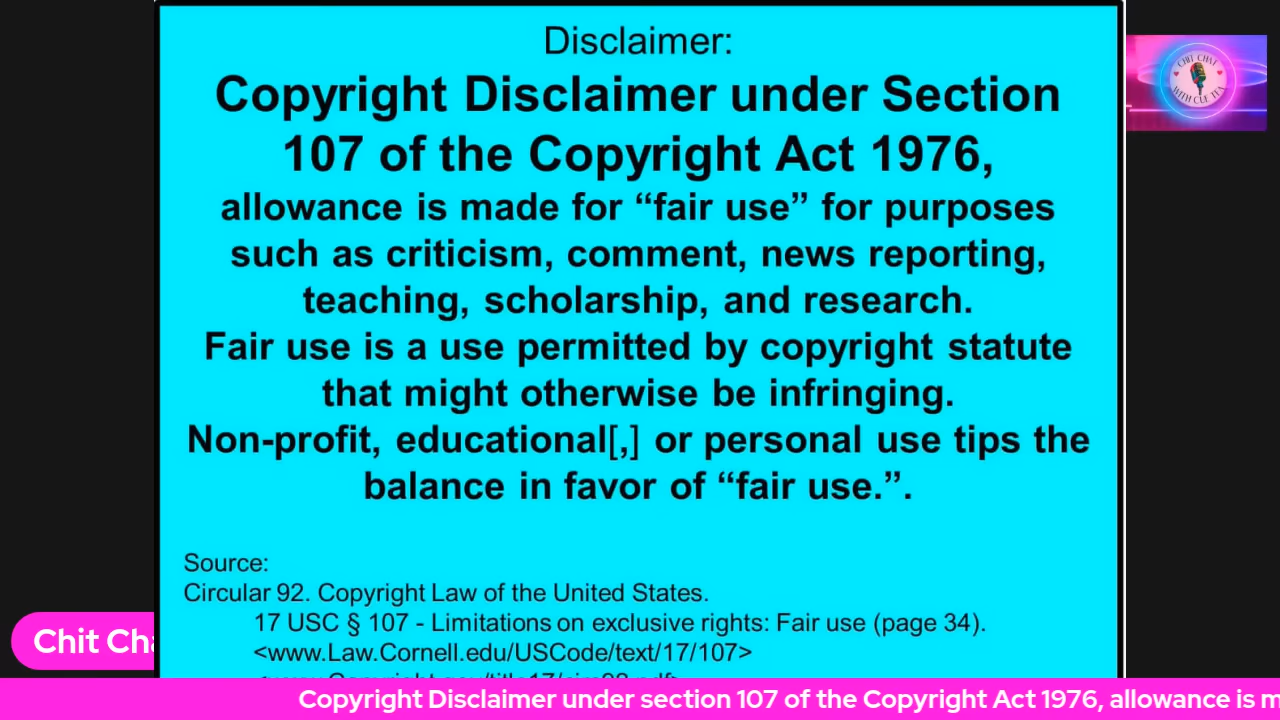 Disclaimer:
Copyright Disclaimer under Section
107 of the Copyright Act 1976,
allowance is made for “fair use” for purposes
such as criticism, comment, news reporting,
teaching, scholarship, and research.
Fair use is a use permitted by copyright statute
that might otherwise be infringing.
Non-profit, educational[,] or personal use tips the
balance in favor of “fair use.”.
Source:
Circular 92. Copyright Law of the United States.
17 USC § 107 - Limitations on exclusive rights: Fair use (page 34).
<www.Law.Cornell.edu/USCode/text/17/107>
CHIT CHAT
WITH CUE TEA
Chit Cha
Copyright Disclaimer under section 107 of the Copyright Act 1976, allowance is m